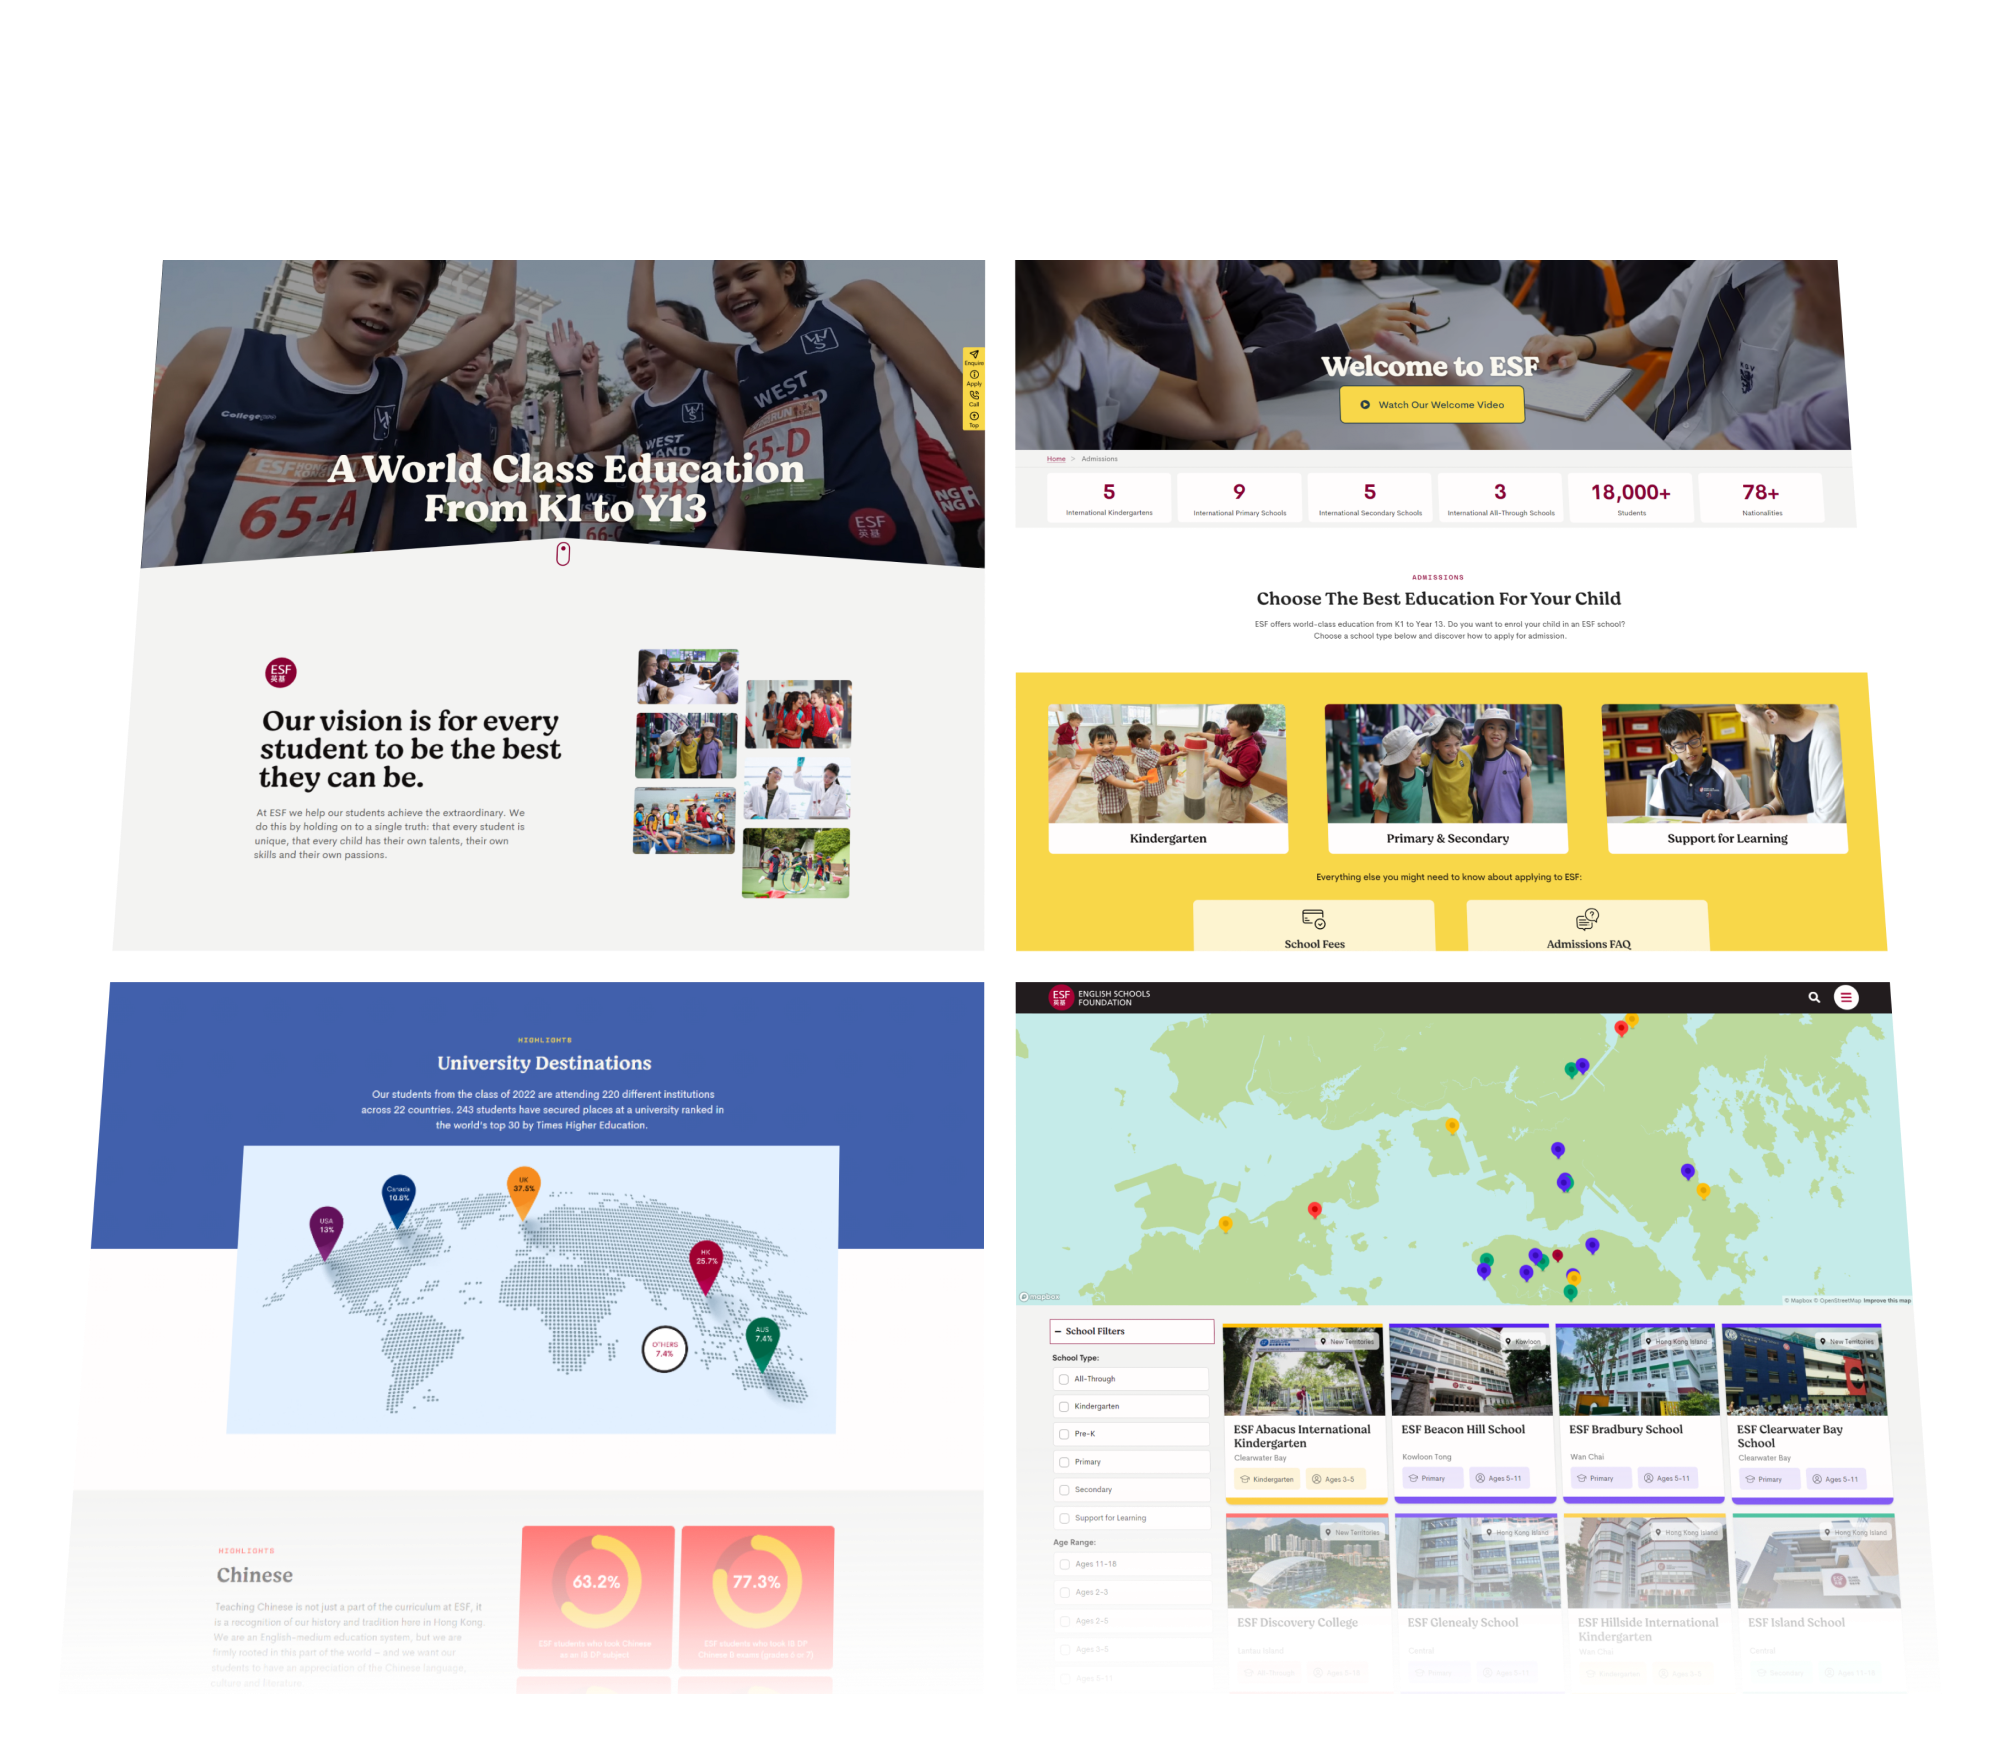 Collegepoo
WEST
65-D
ESF
65-A
WEST
65-B
ESF
英基
Enquire
Apply
Call
Top
A World Class Education
From K1 to Y13
ESF
英基
Our vision is for every
student to be the best
they can be.
At ESF we help our students achieve the extraordinary. We
do this by holding on to a single truth: that every student is
unique, that every child has their own talents, their own
skills and their own passions.
Welcome to ESF
Watch Our Welcome Video
Home > Admissions
5
International Kindergartens
9
International Primary Schools
5
International Secondary Schools
3
International All-Through Schools
18,000+
Students
78+
Nationalities
ADMISSIONS
Choose The Best Education For Your Child
ESF offers world-class education from K1 to Year 13. Do you want to enrol your child in an ESF school?
Choose a school type below and discover how to apply for admission.
Kindergarten
Primary & Secondary
Support for Learning
Everything else you might need to know about applying to ESF:
School Fees
Admissions FAQ
HIGHLIGHTS
University Destinations
Our students from the class of 2022 are attending 220 different institutions
across 22 countries. 243 students have secured places at a university ranked in
the world's top 30 by Times Higher Education.
USA
13%
Canada
10.6%
UK
37.5%
HK
25.7%
AUS
7.4%
OTHERS
7.4%
HIGHLIGHTS
Chinese
Teaching Chinese is not just a part of the curriculum at ESF, it
is a recognition of our history and tradition here in Hong Kong.
We are an English-medium education system, but we are
firmly rooted in this part of the world – and we want our
students to have an appreciation of the Chinese language,
culture and literature.
63.2%
ESF students who took Chinese
as an IB DP subject
77.3%
ESF students who took IB DP
Chinese B exams (grades 6 or 7)
ESF
英基
ENGLISH SCHOOLS
FOUNDATION
mapbox
© Mapbox © OpenStreetMap Improve this map
School Filters
School Type:
All-Through
Kindergarten
Pre-K
Primary
Secondary
Support for Learning
Age Range:
Ages 11-18
Ages 2-3
Ages 2-5
Ages 3-5
Ages 5-11
New Territories
ESF Abacus International
Kindergarten
Clearwater Bay
Kindergarten
Ages 3-5
Kowloon
ESF Beacon Hill School
Kowloon Tong
Primary
Ages 5-11
Hong Kong Island
ESF Bradbury School
Wan Chai
Primary
Ages 5-11
New Territories
ESF Clearwater Bay
School
Clearwater Bay
Primary
Ages 5-11
New Territories
ESF Discovery College
Lantau Island
All-Through
Ages 5-18
Hong Kong Island
ESF Glenealy School
Central
Primary
Ages 5-11
Hong Kong Island
ESF Hillside International
Kindergarten
Wan Chai
Kindergarten
Hong Kong Island
ESF Island School
Central
Secondary
Ages 11-18